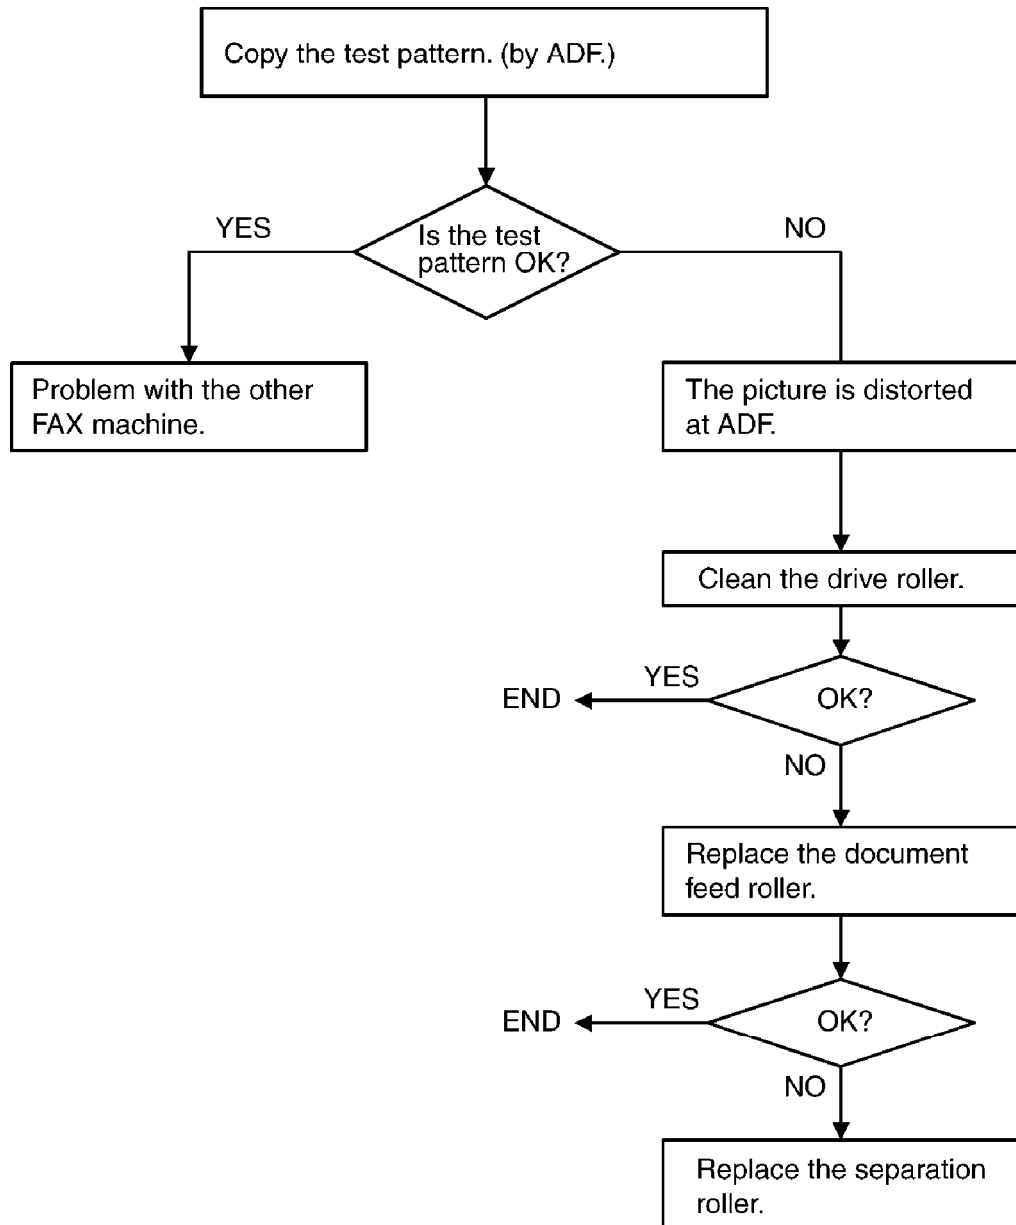 Copy the test pattern. (by ADF.)
YES
NO
Is the test
pattern OK?
Problem with the other
FAX machine.
The picture is distorted
at ADF.
Clean the drive roller.
END
YES
OK?
NO
Replace the document
feed roller.
END
YES
OK?
NO
Replace the separation
roller.